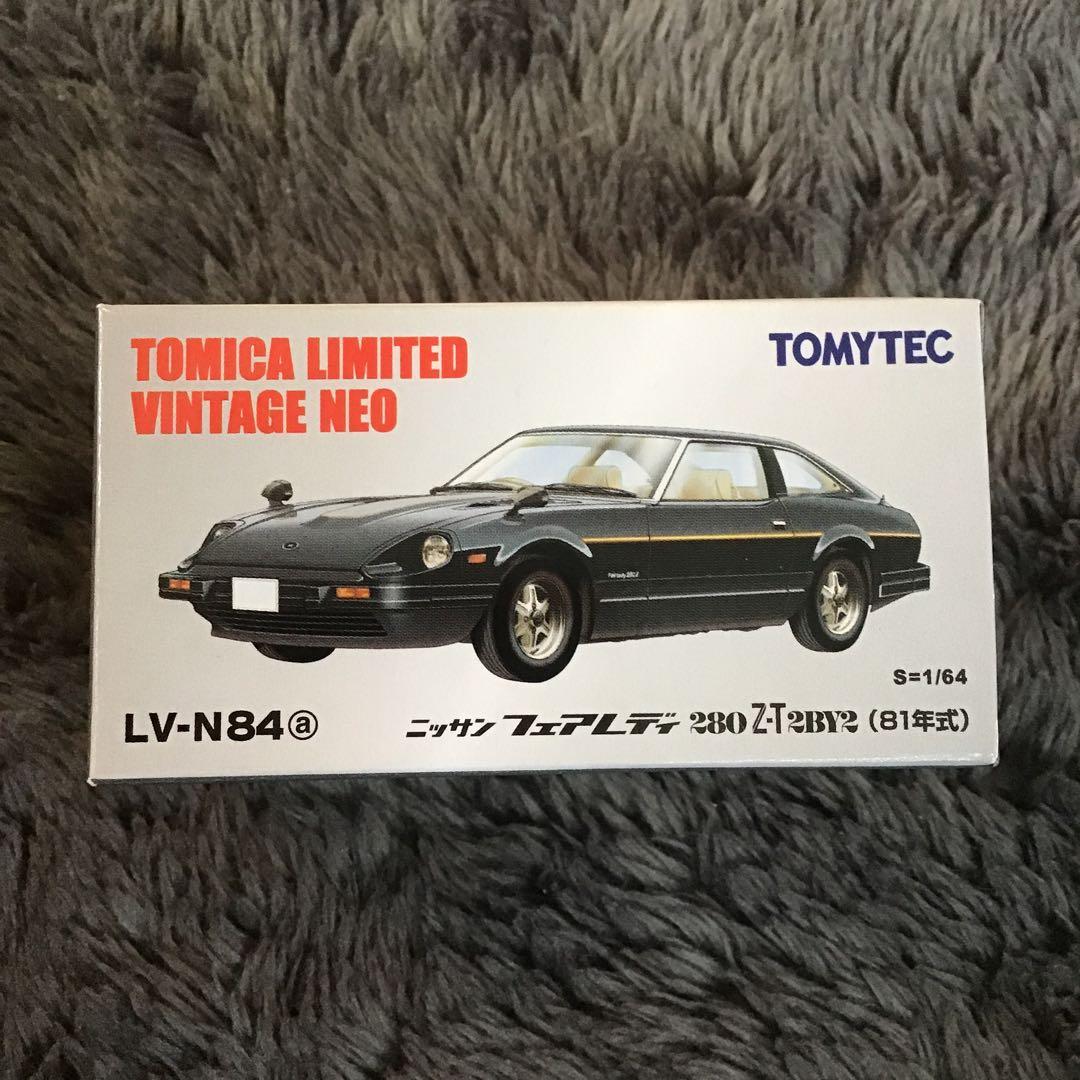 TOMICA LIMITED
VINTAGE NEO
TOMYTEC
S=1/64
LV-N84ⓐ
ニッサン フェアレディ 280 Z-T 2BY2 (81年式)